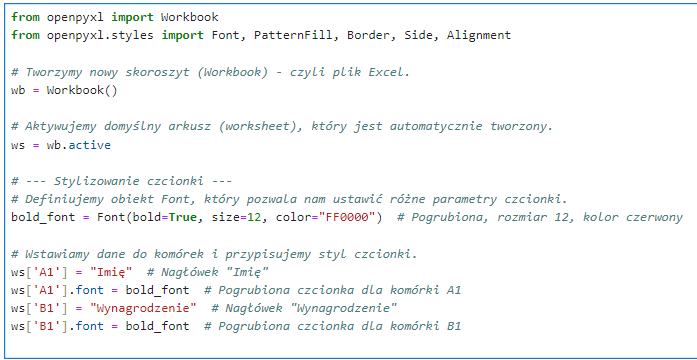 from openpyxl import Workbook
from openpyxl.styles import Font, PatternFill, Border, Side, Alignment
# Tworzymy nowy skoroszyt (Workbook) - czyli plik Excel.
wb = Workbook()
# Aktywujemy domyślny arkusz (worksheet), który jest automatycznie tworzony.
ws = wb.active
# --- Stylizowanie czcionki ---
# Definiujemy obiekt Font, który pozwala nam ustawić różne parametry czcionki.
bold_font = Font(bold=True, size=12, color="FF0000")  # Pogrubiona, rozmiar 12, kolor czerwony
# Wstawiamy dane do komórek i przypisujemy styl czcionki.
ws['A1'] = "Imię"  # Nagłówek "Imię"
ws['A1'].font = bold_font  # Pogrubiona czcionka dla komórki A1
ws['B1'] = "Wynagrodzenie"  # Nagłówek "Wynagrodzenie"
ws['B1'].font = bold_font  # Pogrubiona czcionka dla komórki B1